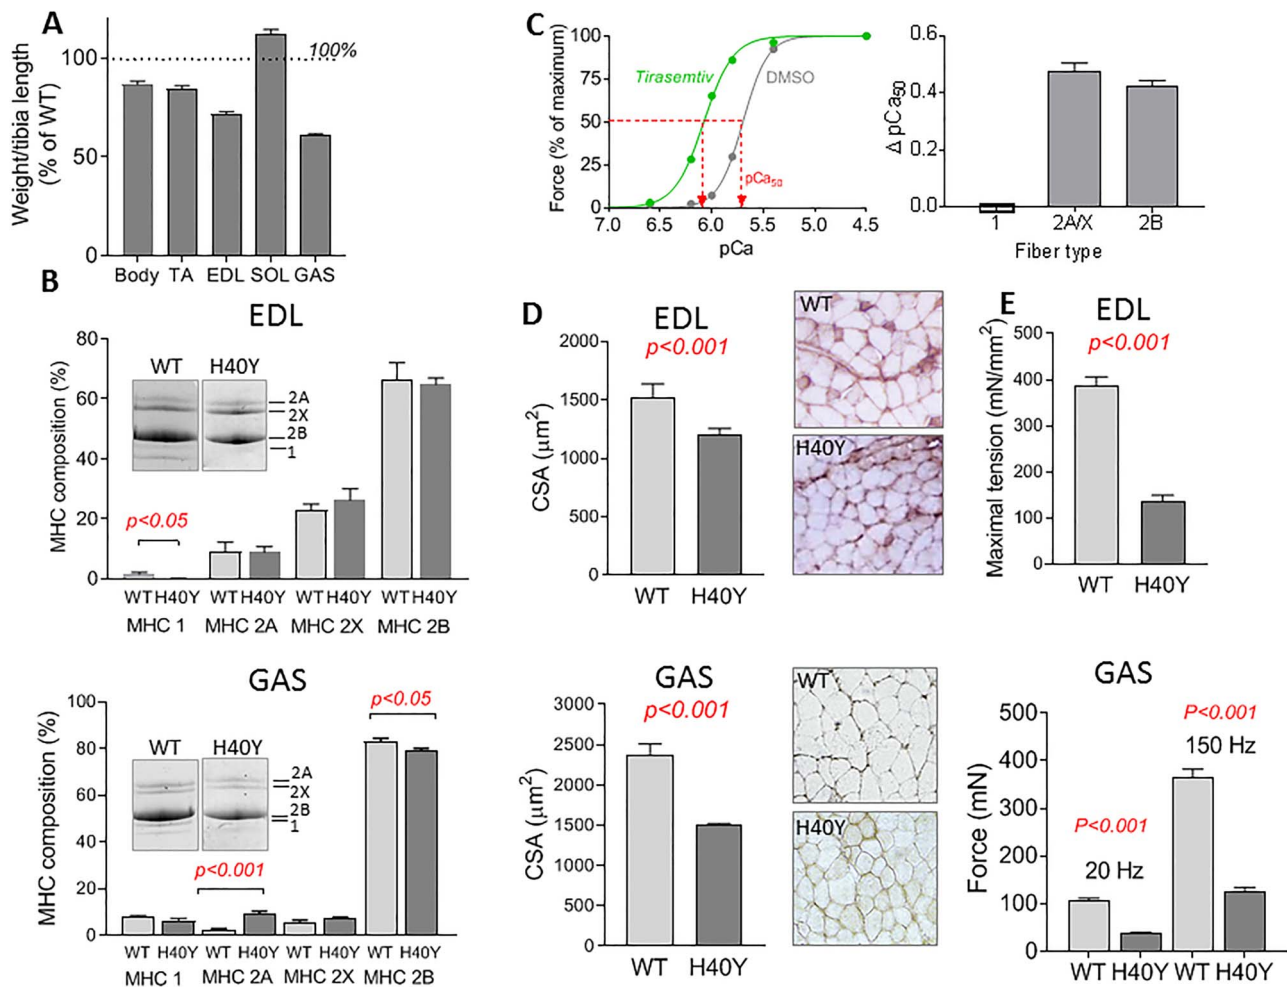 A
Weight/tibia length
(% of WT)
100
50
0
100%
Body TA EDL SOL GAS
C
Force (% of maximum)
100
75
50
25
0
Tirasemtiv
DMSO
pCa50
7.0 6.5 6.0 5.5 5.0 4.5
pCa
Δ pCa50
0.6
0.4
0.2
0.0
1 2A/X 2B
Fiber type
B
EDL
MHC composition (%)
80
60
40
20
0
WT H40Y
2A
2X
2B
1
p<0.05
WT H40Y WT H40Y WT H40Y WT H40Y
MHC 1 MHC 2A MHC 2X MHC 2B
D
EDL
p<0.001
CSA (μm2)
2000
1500
1000
500
0
WT H40Y
WT
H40Y
E
EDL
p<0.001
Maximal tension (mN/mm2)
500
400
300
200
100
0
WT H40Y
GAS
MHC composition (%)
100
80
60
40
20
0
p<0.05
WT H40Y
2A
2X
2B
1
p<0.001
WT H40Y WT H40Y WT H40Y WT H40Y
MHC 1 MHC 2A MHC 2X MHC 2B
GAS
p<0.001
CSA (μm2)
3000
2500
2000
1500
1000
500
0
WT H40Y
WT
H40Y
GAS
Force (mN)
500
400
300
200
100
0
P<0.001
150 Hz
P<0.001
20 Hz
WT H40Y WT H40Y